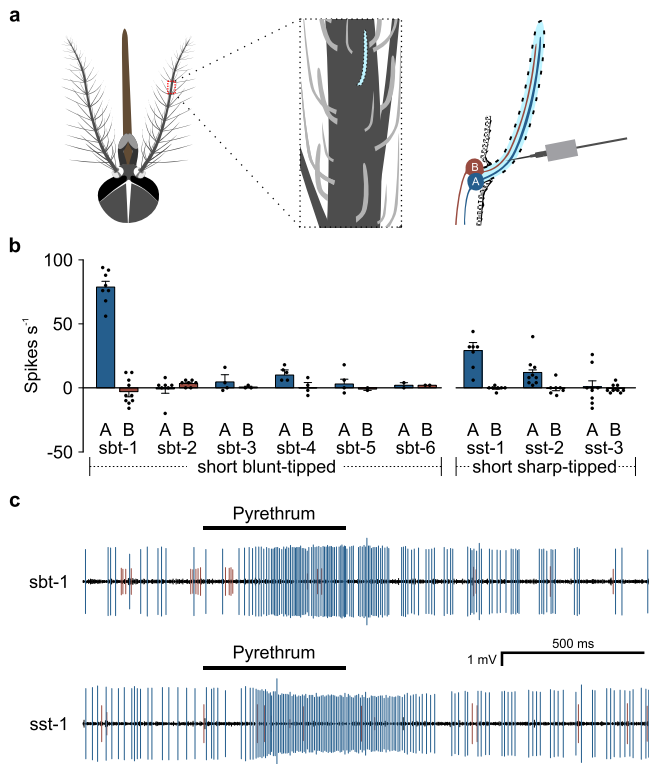 a
B
A
b
100
50
0
-50
Spikes s⁻¹
A B A B A B A B A B A B A B A B A B
sbt-1 sbt-2 sbt-3 sbt-4 sbt-5 sbt-6 sst-1 sst-2 sst-3
short blunt-tipped short sharp-tipped
c
Pyrethrum
sbt-1
Pyrethrum
500 ms
1 mV
sst-1